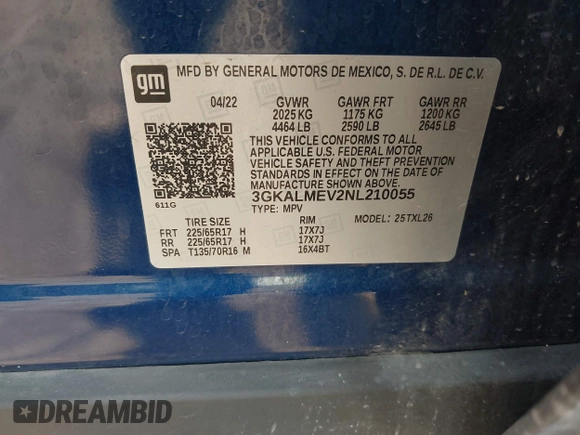 gm
MFD BY GENERAL MOTORS DE MEXICO, S. DE R.L. DE C.V.
04/22 GVWR GAWR FRT GAWR RR
2025 KG 1175 KG 1200 KG
4464 LB 2590 LB 2645 LB
THIS VEHICLE CONFORMS TO ALL
APPLICABLE U.S. FEDERAL MOTOR
VEHICLE SAFETY AND THEFT PREVENTION
STANDARDS IN EFFECT ON THE DATE OF
MANUFACTURE SHOWN ABOVE.
611G
3GKALMEV2NL210055
TYPE: MPV MODEL: 25TXL26
TIRE SIZE RIM
FRT 225/65R17 H 17X7J
RR 225/65R17 H 17X7J
SPA T135/70R16 M 16X4BT
DREAMBID